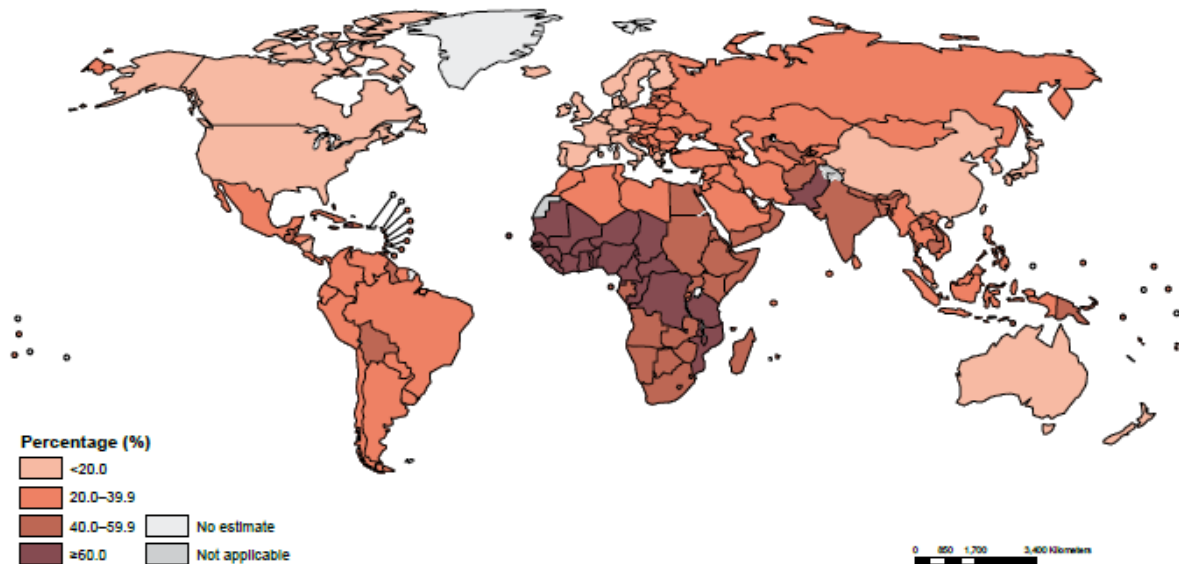 Percentage (%)
<20.0
20.0–39.9
40.0–59.9
≥60.0
No estimate
Not applicable
0 850 1,700 3,400 Kilometers